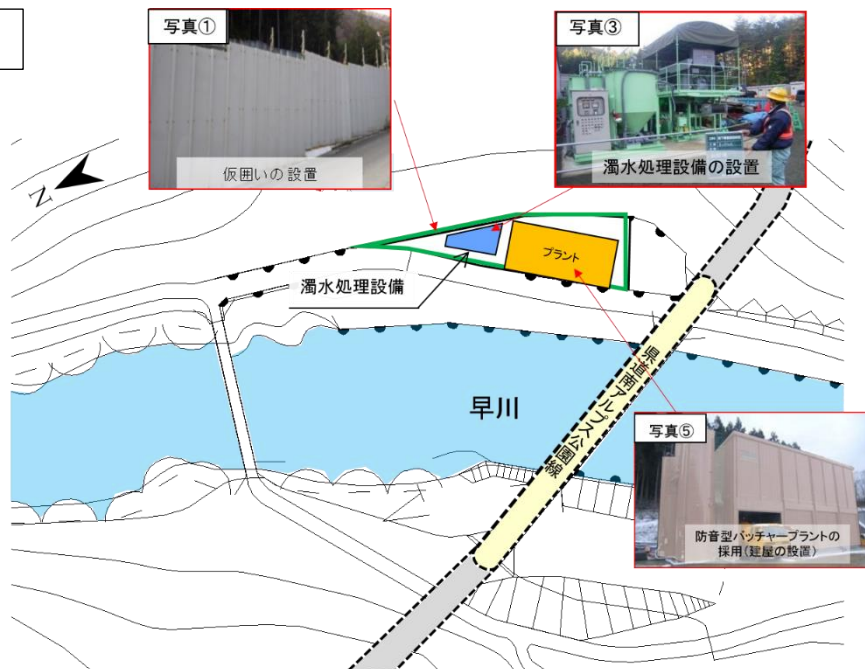 写真①
仮囲いの設置
写真③
濁水処理設備の設置
N
プラント
濁水処理設備
早川
県道南アルプス公園線
写真⑤
防音型バッチャープラントの
採用(建屋の設置)